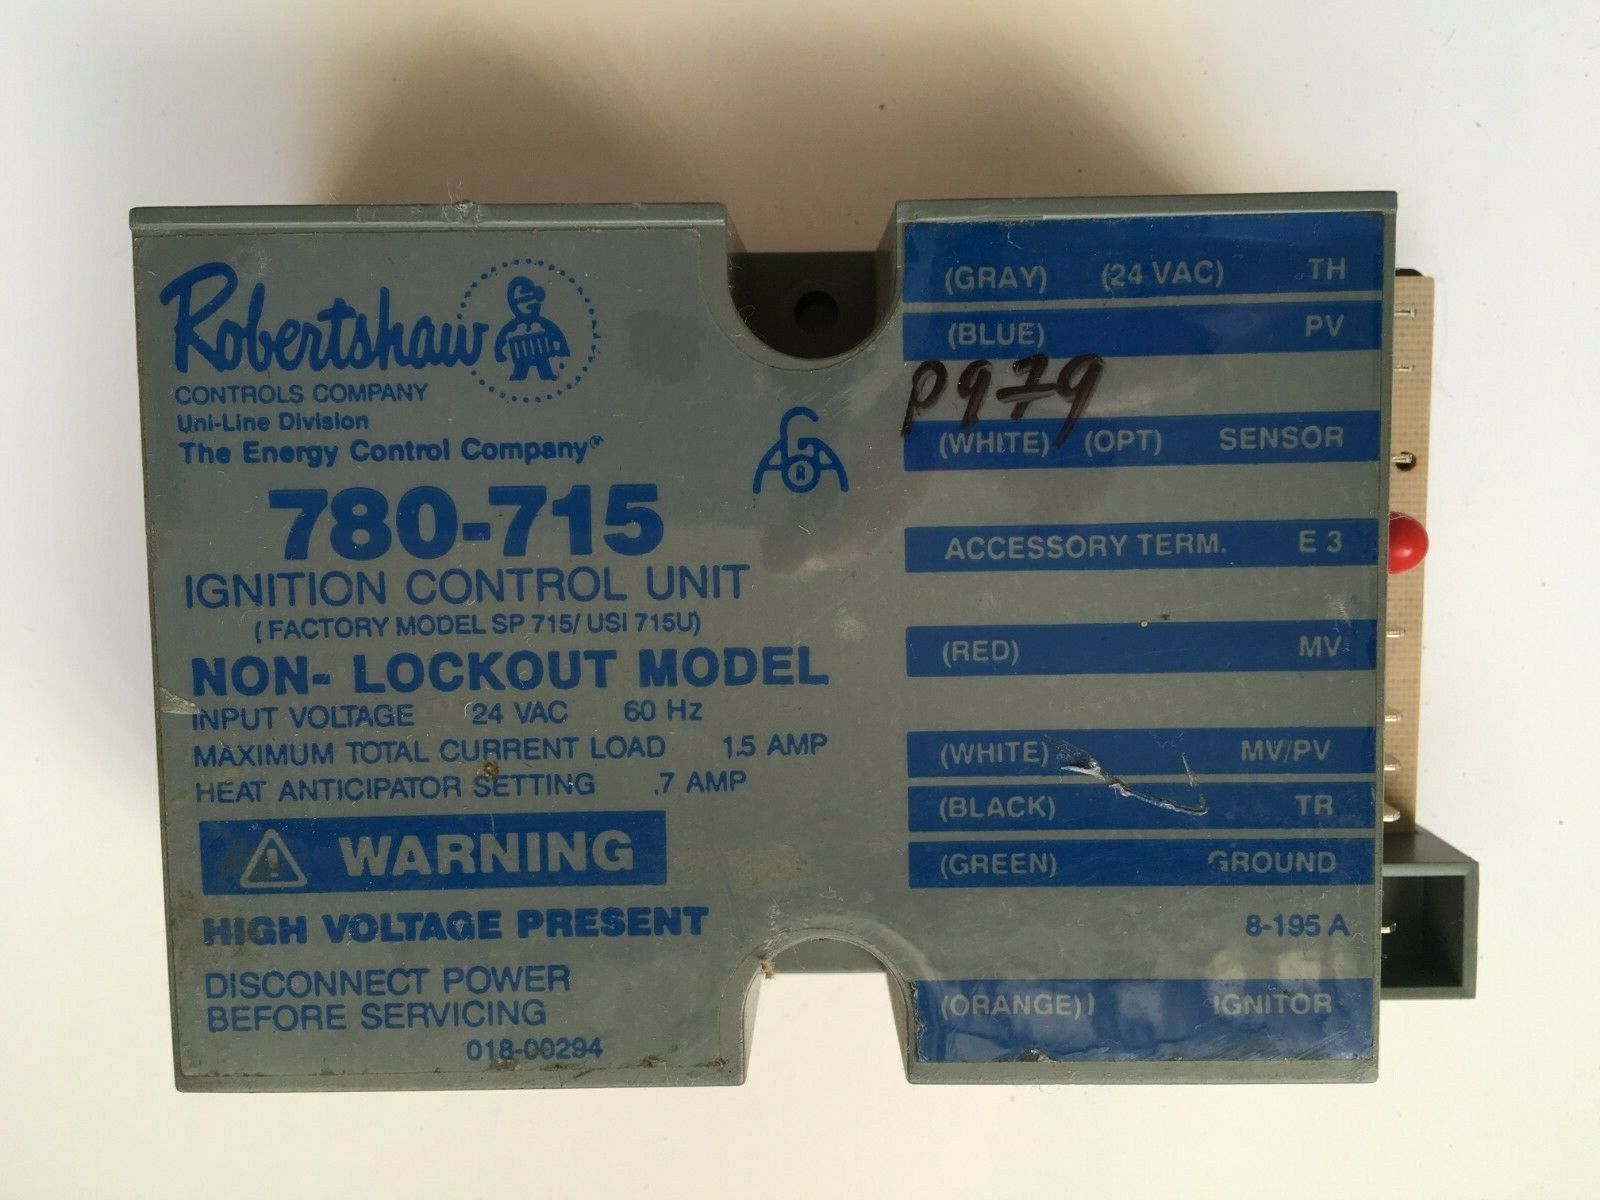 Robertshaw
CONTROLS COMPANY
Uni-Line Division
The Energy Control Company®
780-715
IGNITION CONTROL UNIT
(FACTORY MODEL SP 715/USI 715U)
NON- LOCKOUT MODEL
INPUT VOLTAGE 24 VAC 60 Hz
MAXIMUM TOTAL CURRENT LOAD 1.5 AMP
HEAT ANTICIPATOR SETTING .7 AMP
WARNING
HIGH VOLTAGE PRESENT
DISCONNECT POWER
BEFORE SERVICING
018-00294
(GRAY) (24 VAC) TH
(BLUE) PV
P979
(WHITE) (OPT) SENSOR
ACCESSORY TERM. E 3
(RED) MV
(WHITE) MV/PV
(BLACK) TR
(GREEN) GROUND
8-195 A
(ORANGE) IGNITOR